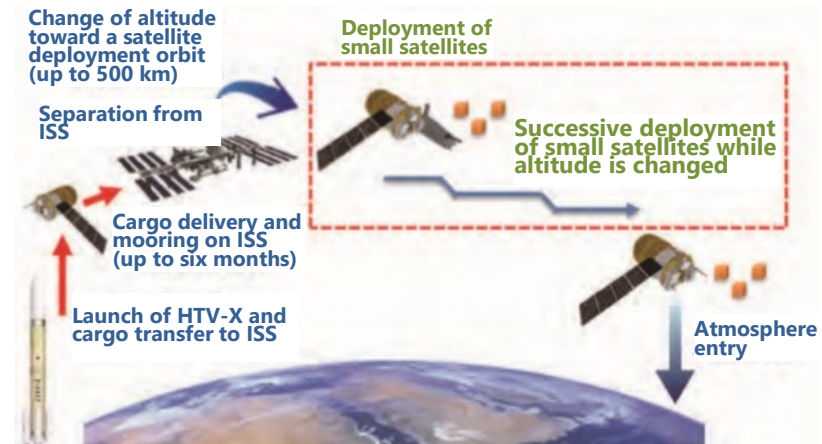 Change of altitude
toward a satellite
deployment orbit
(up to 500 km)
Deployment of
small satellites
Separation from
ISS
Successive deployment
of small satellites while
altitude is changed
Cargo delivery and
mooring on ISS
(up to six months)
Launch of HTV-X and
cargo transfer to ISS
Atmosphere
entry